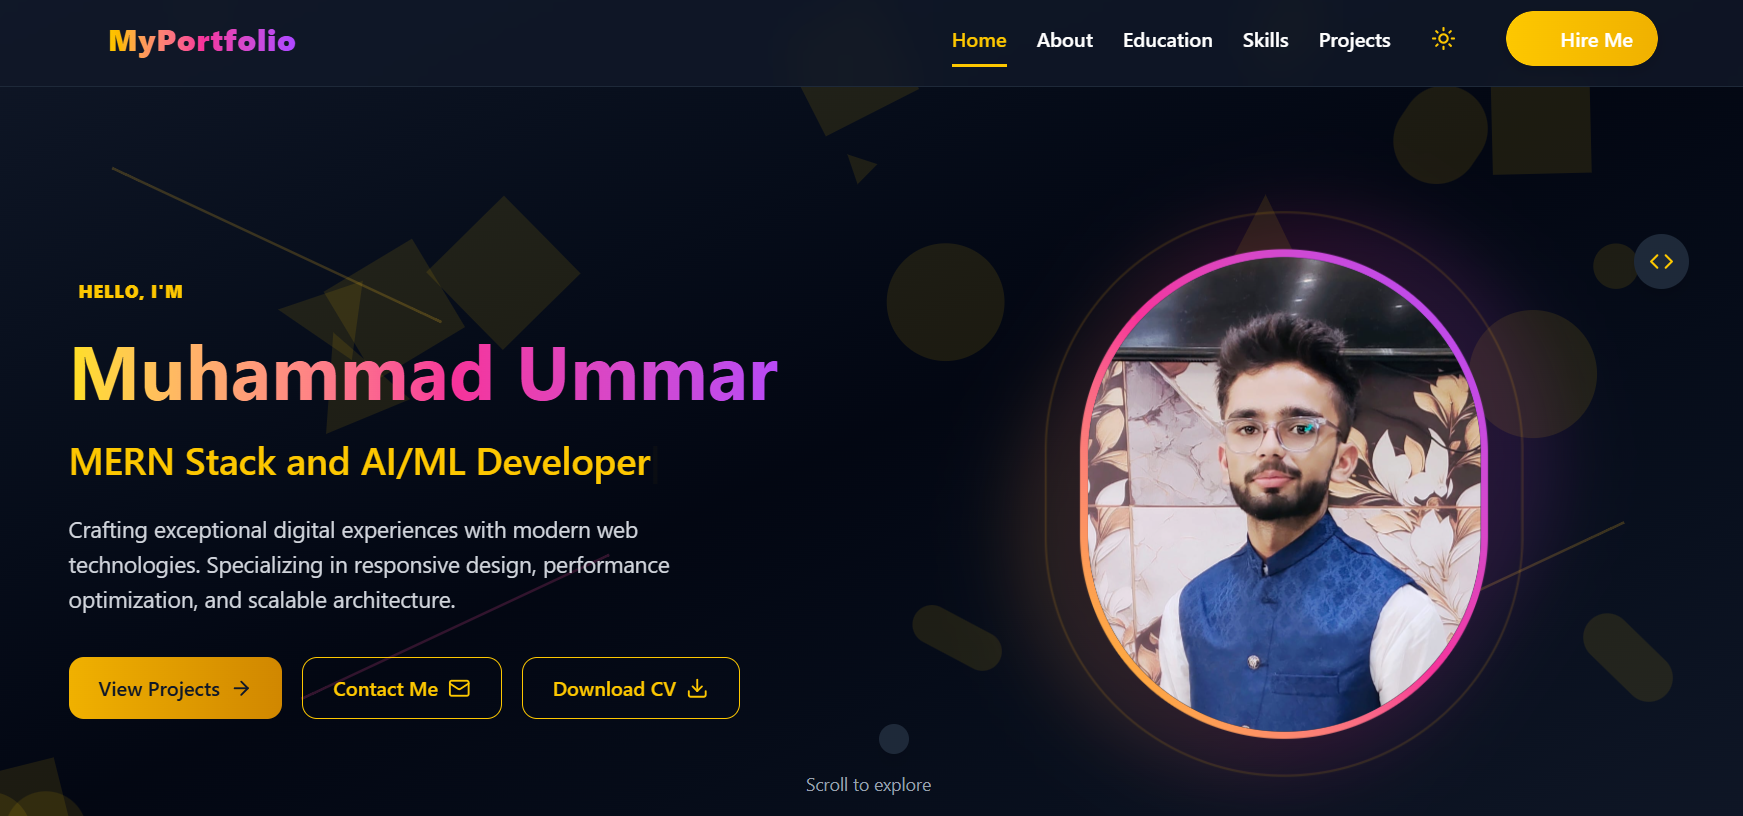 MyPortfolio
Home About Education Skills Projects Hire Me
HELLO, I'M
Muhammad Ummar
MERN Stack and AI/ML Developer
Crafting exceptional digital experiences with modern web
technologies. Specializing in responsive design, performance
optimization, and scalable architecture.
View Projects Contact Me Download CV
Scroll to explore